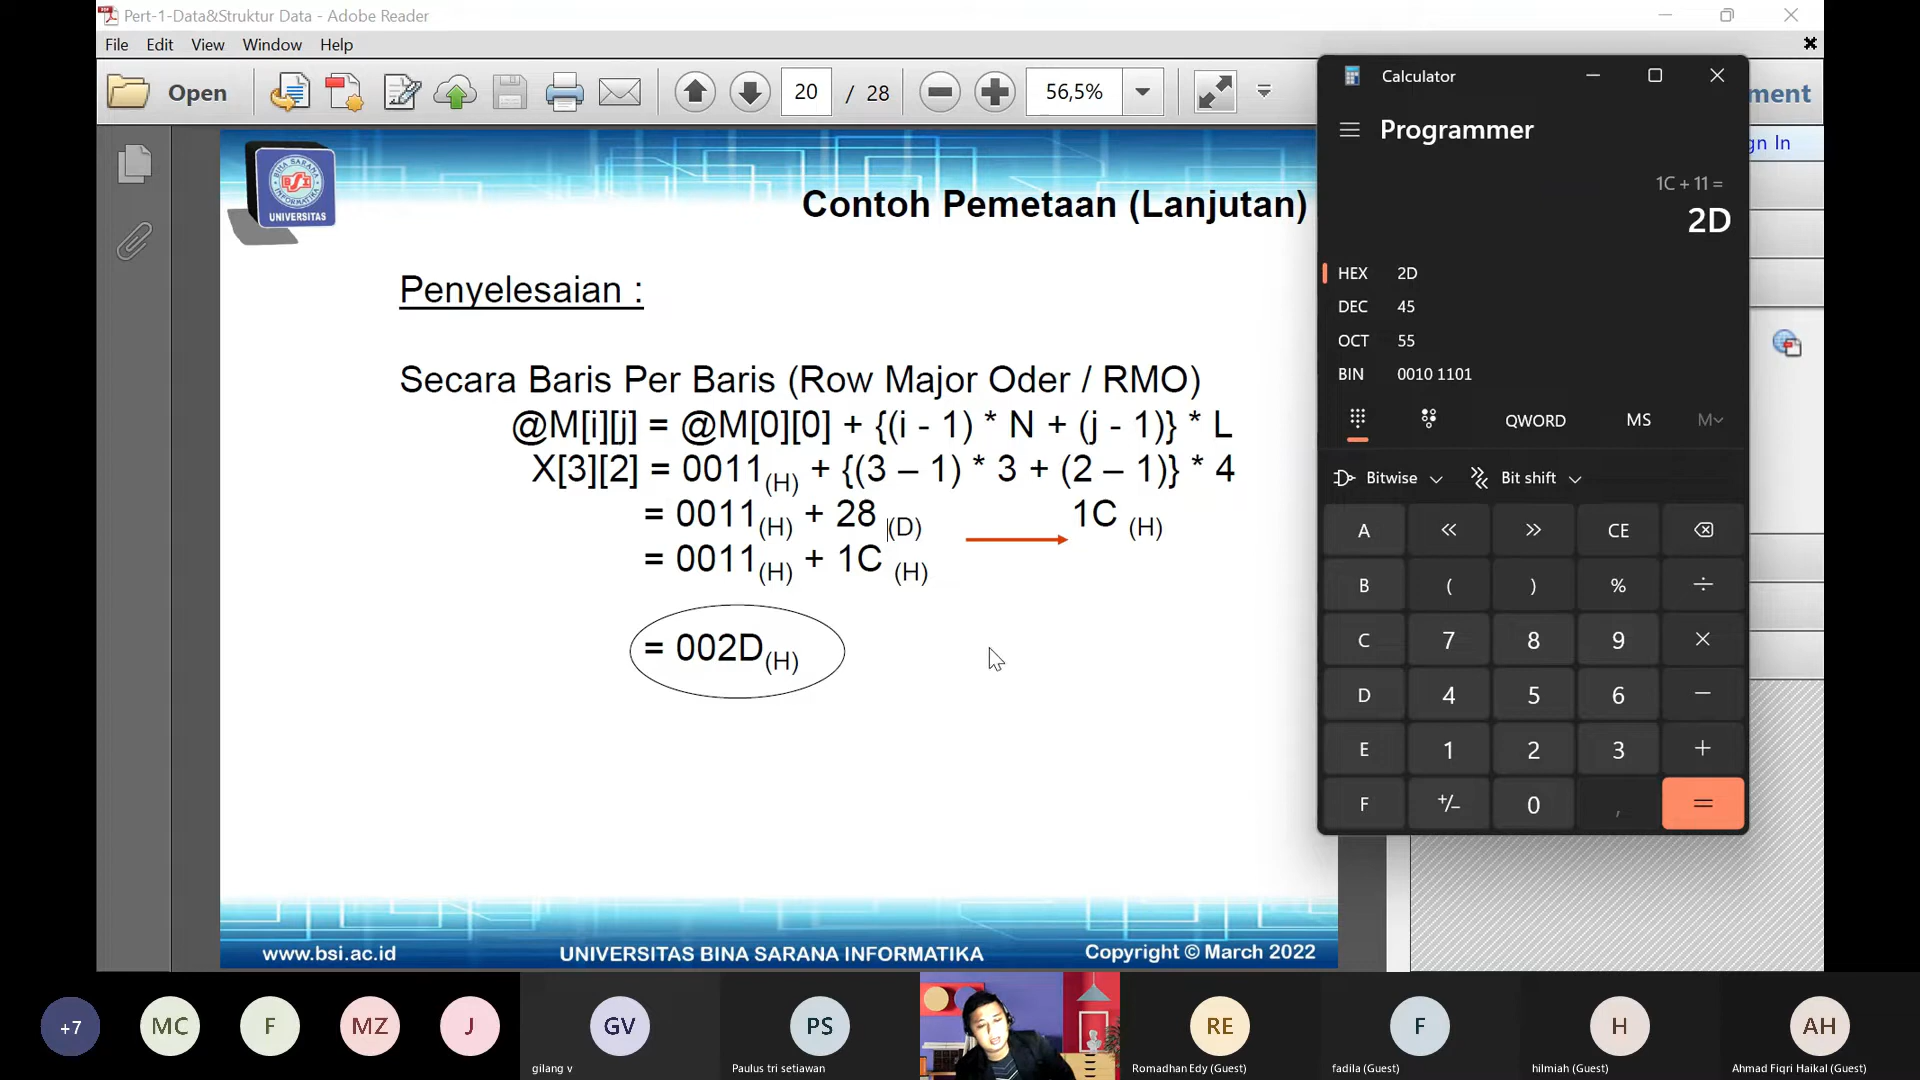 Pert-1-Data&Struktur Data - Adobe Reader
File Edit View Window Help
Open
20 / 28
56,5%
ment
gn In
BSI
UNIVERSITAS
Contoh Pemetaan (Lanjutan)
Penyelesaian :
Secara Baris Per Baris (Row Major Oder / RMO)
@M[i][j] = @M[0][0] + {(i - 1) * N + (j - 1)} * L
X[3][2] = 0011(H) + {(3 – 1) * 3 + (2 – 1)} * 4
= 0011(H) + 28 (D) 1C (H)
= 0011(H) + 1C (H)
= 002D(H)
www.bsi.ac.id UNIVERSITAS BINA SARANA INFORMATIKA Copyright © March 2022
Calculator
Programmer
1C + 11 =
2D
HEX 2D
DEC 45
OCT 55
BIN 0010 1101
QWORD MS M
Bitwise Bit shift
A << >> CE
B ( ) % ÷
C 7 8 9 ×
D 4 5 6 −
E 1 2 3 +
F +/− 0 , =
+7 MC F MZ J GV PS RE F H AH
gilang v Paulus tri setiawan Romadhan Edy (Guest) fadila (Guest) hilmiah (Guest) Ahmad Fiqri Haikal (Guest)